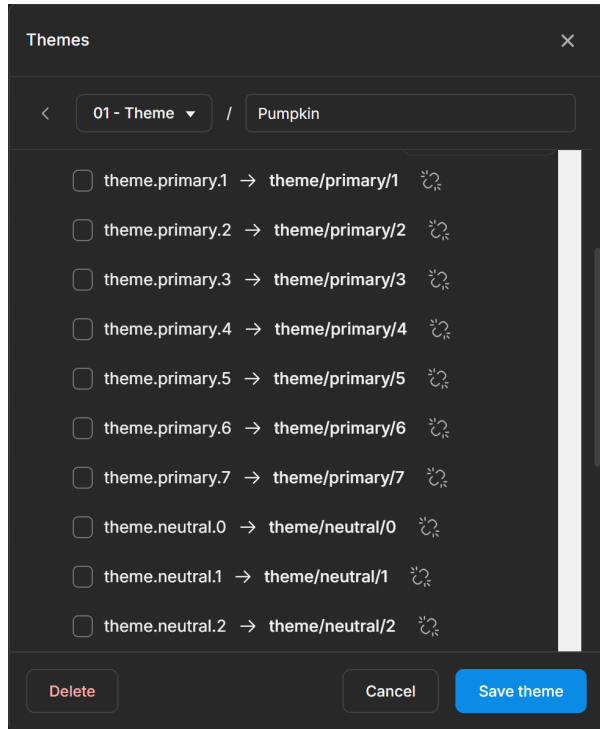 Themes
01 - Theme / Pumpkin
theme.primary.1 → theme/primary/1
theme.primary.2 → theme/primary/2
theme.primary.3 → theme/primary/3
theme.primary.4 → theme/primary/4
theme.primary.5 → theme/primary/5
theme.primary.6 → theme/primary/6
theme.primary.7 → theme/primary/7
theme.neutral.0 → theme/neutral/0
theme.neutral.1 → theme/neutral/1
theme.neutral.2 → theme/neutral/2
Delete Cancel Save theme